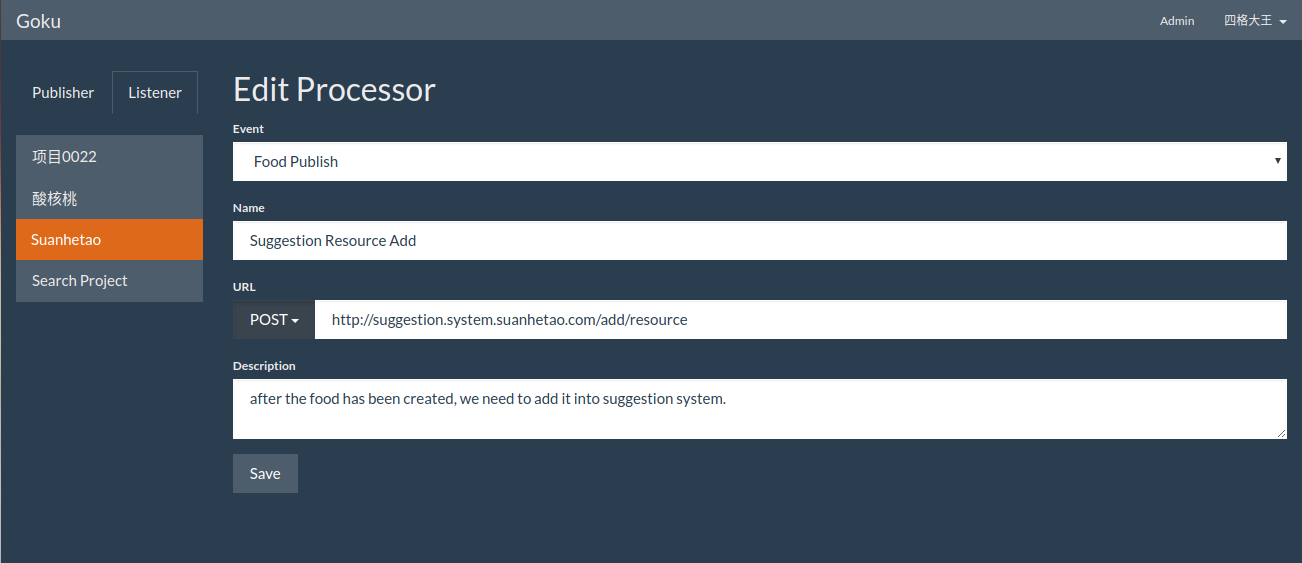 Goku
Admin
四格大王
Publisher
Listener
项目0022
酸核桃
Suanhetao
Search Project
Edit Processor
Event
Food Publish
Name
Suggestion Resource Add
URL
POST
http://suggestion.system.suanhetao.com/add/resource
Description
after the food has been created, we need to add it into suggestion system.
Save